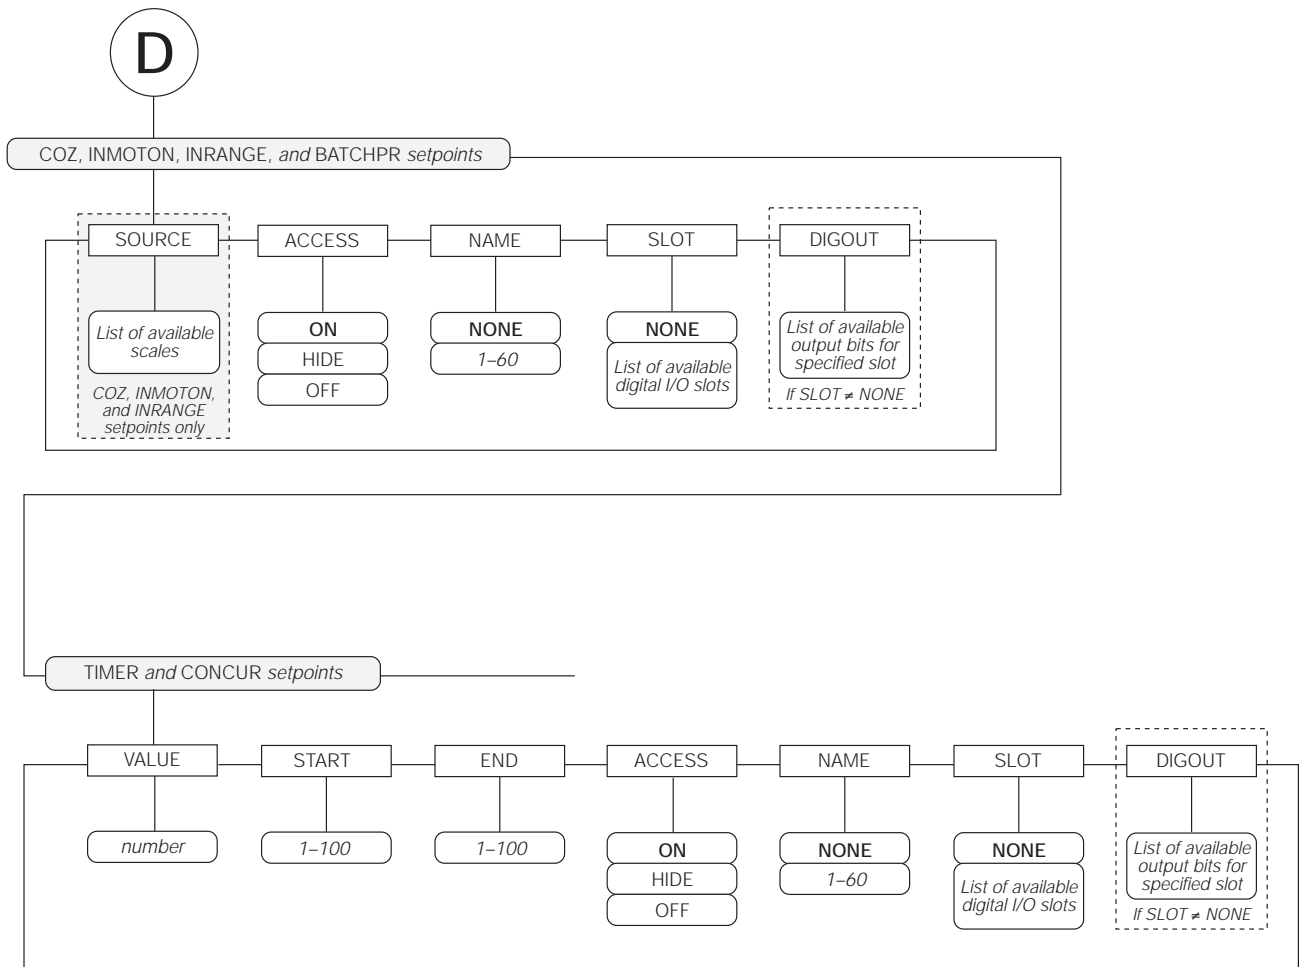 D
COZ, INMOTON, INRANGE, and BATCHPR setpoints
SOURCE
ACCESS
NAME
SLOT
DIGOUT
List of available
scales
COZ, INMOTON,
and INRANGE
setpoints only
ON
HIDE
OFF
NONE
1–60
NONE
List of available
digital I/O slots
List of available
output bits for
specified slot
If SLOT ≠ NONE
TIMER and CONCUR setpoints
VALUE
START
END
ACCESS
NAME
SLOT
DIGOUT
number
1–100
1–100
ON
HIDE
OFF
NONE
1–60
NONE
List of available
digital I/O slots
List of available
output bits for
specified slot
If SLOT ≠ NONE